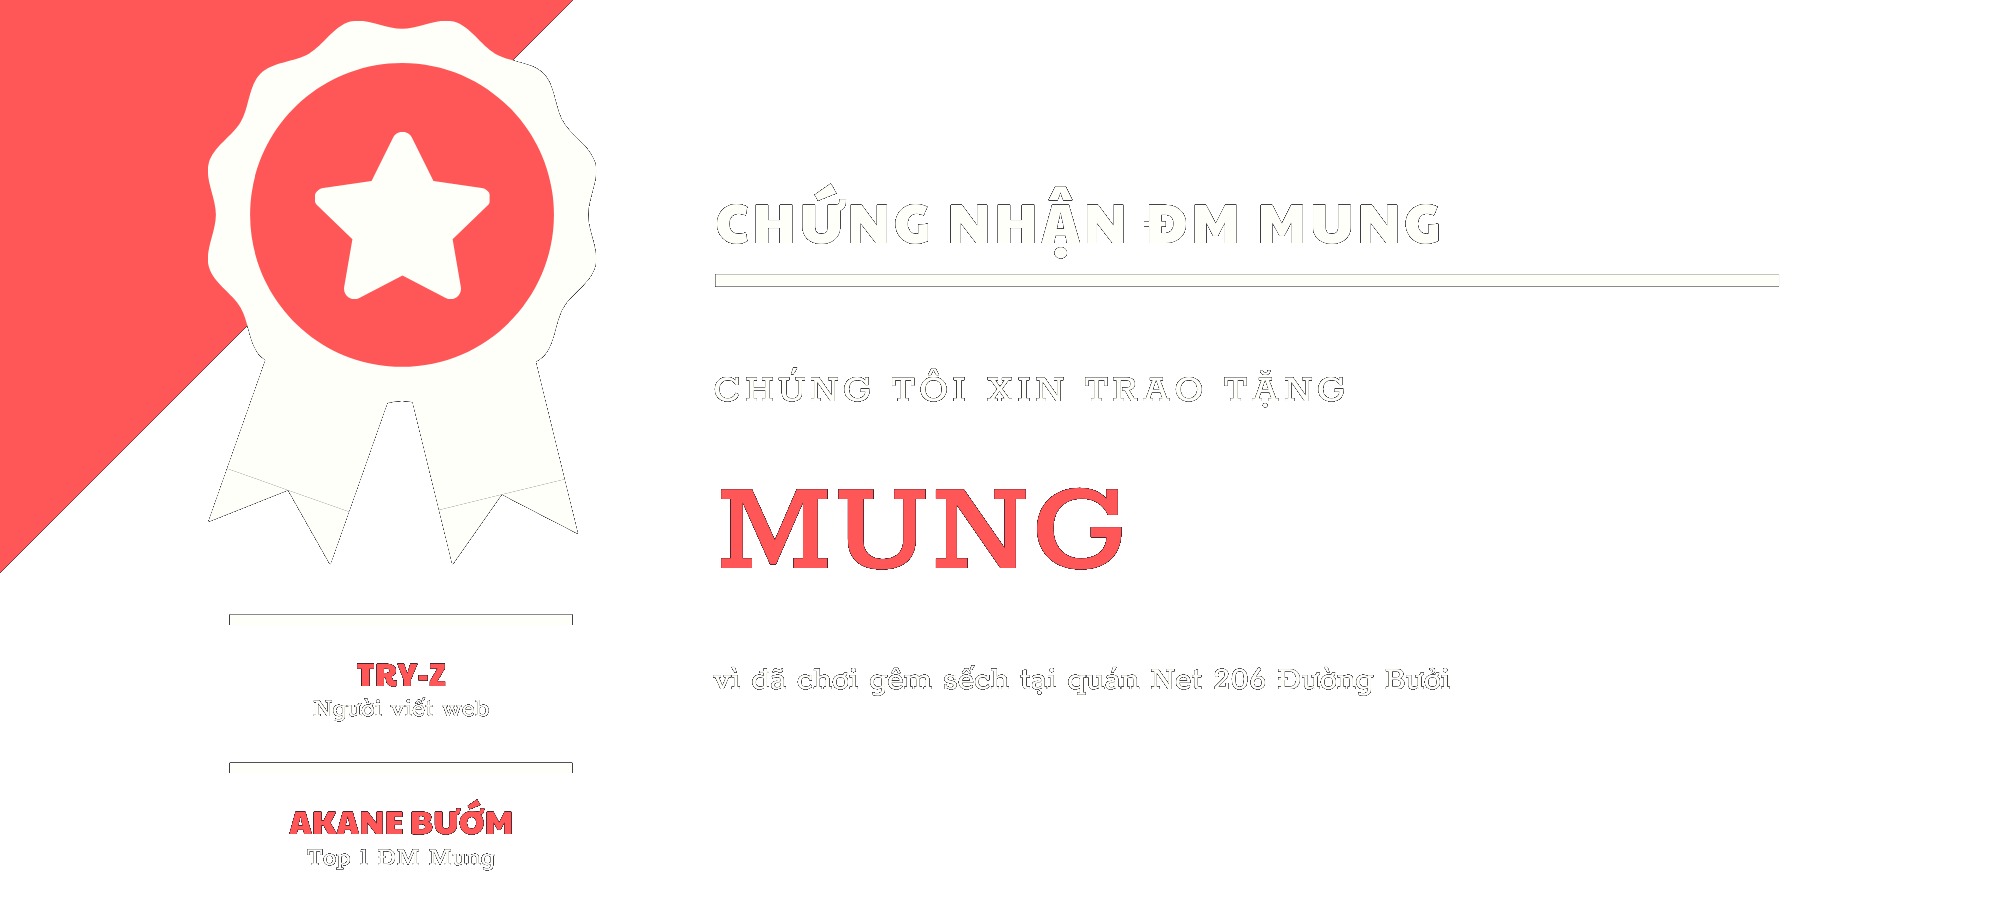 CHỨNG NHẬN ĐM MUNG
CHÚNG TÔI XIN TRAO TẶNG
MUNG
vì đã chơi gêm sếch tại quán Net 206 Đường Bưởi
TRY-Z
Người viết web
AKANE BƯỚM
Top 1 ĐM Mung